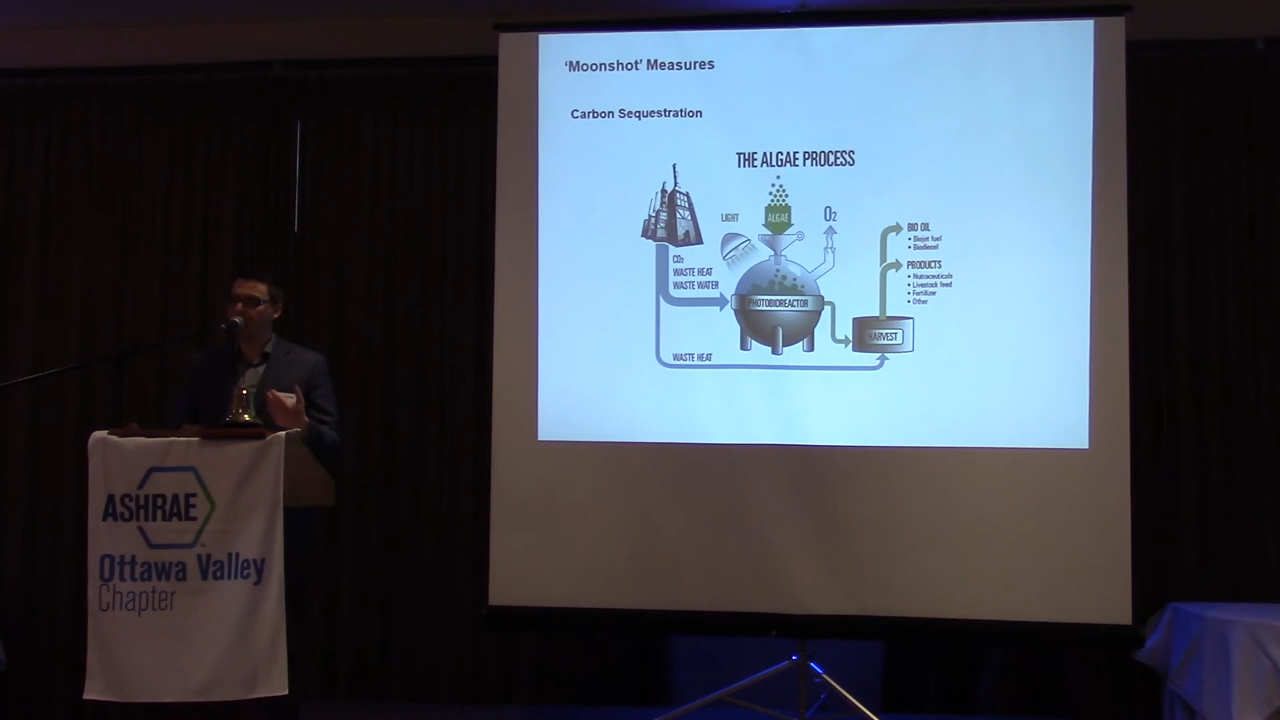 'Moonshot' Measures
Carbon Sequestration
THE ALGAE PROCESS
LIGHT
ALGAE
O₂
CO₂
WASTE HEAT
WASTE WATER
PHOTOBIOREACTOR
BIO OIL
• Biojet fuel
• Biodiesel
PRODUCTS
• Nutraceuticals
• Livestock feed
• Fertilizer
• Other
HARVEST
WASTE HEAT
ASHRAE
Ottawa Valley
Chapter